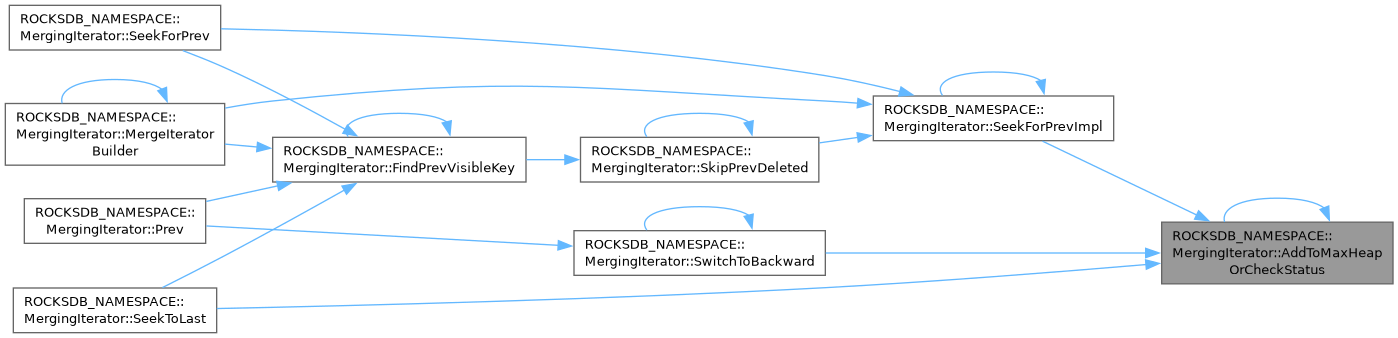 ROCKSDB_NAMESPACE::
MergingIterator::SeekForPrev
ROCKSDB_NAMESPACE::
MergingIterator::MergeIterator
Builder
ROCKSDB_NAMESPACE::
MergingIterator::Prev
ROCKSDB_NAMESPACE::
MergingIterator::SeekToLast
ROCKSDB_NAMESPACE::
MergingIterator::FindPrevVisibleKey
ROCKSDB_NAMESPACE::
MergingIterator::SkipPrevDeleted
ROCKSDB_NAMESPACE::
MergingIterator::SwitchToBackward
ROCKSDB_NAMESPACE::
MergingIterator::SeekForPrevImpl
ROCKSDB_NAMESPACE::
MergingIterator::AddToMaxHeap
OrCheckStatus